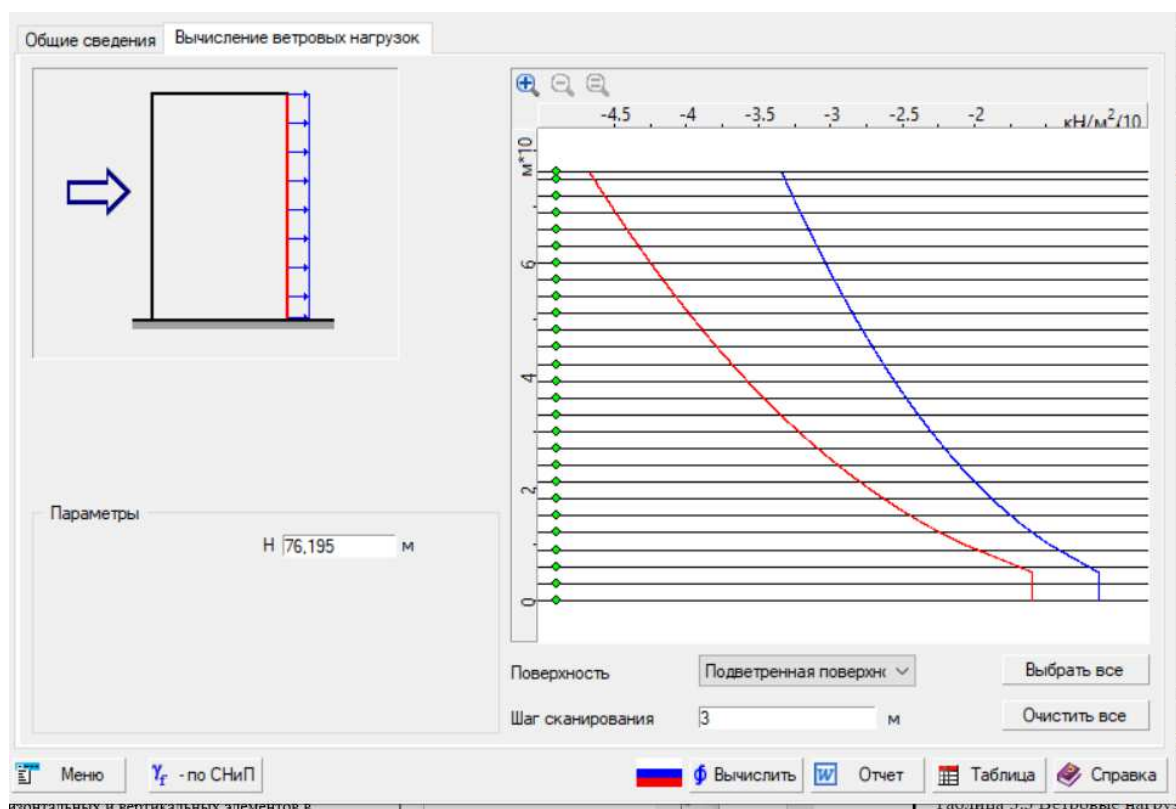 Общие сведения
Вычисление ветровых нагрузок
-4.5 -4 -3.5 -3 -2.5 -2 кН/м²/10
м*10
6
4
2
0
Параметры
Н 76,195 м
Поверхность Подветренная поверхн Выбрать все
Шаг сканирования 3 м Очистить все
Меню γf - по СНиП Вычислить W Отчет Таблица Справка